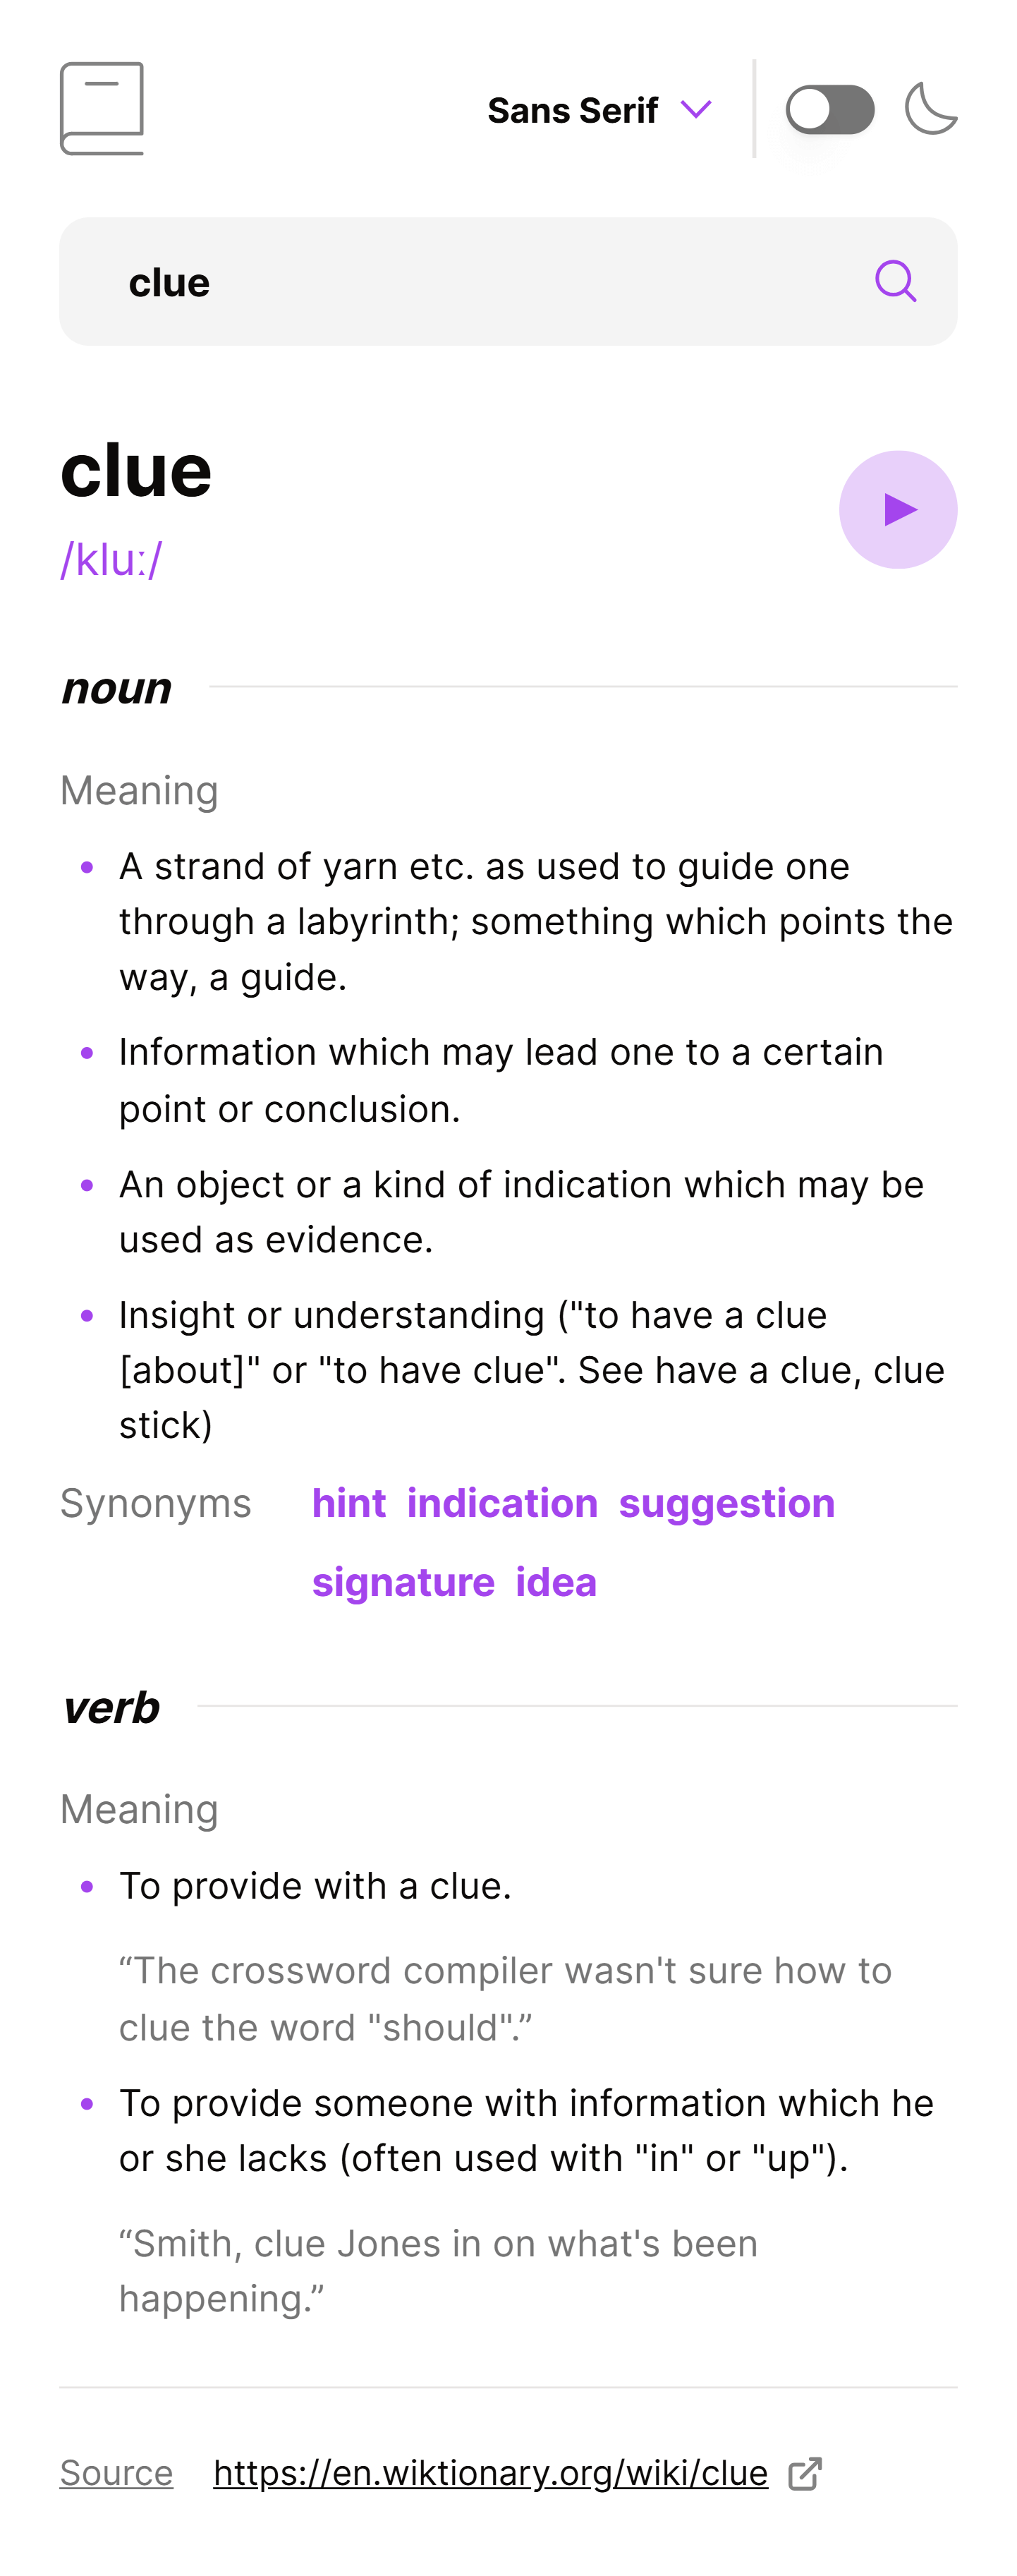 Sans Serif
clue
clue
/kluː/
noun
Meaning
A strand of yarn etc. as used to guide one
through a labyrinth; something which points the
way, a guide.
Information which may lead one to a certain
point or conclusion.
An object or a kind of indication which may be
used as evidence.
Insight or understanding ("to have a clue
[about]" or "to have clue". See have a clue, clue
stick)
Synonyms hint indication suggestion
signature idea
verb
Meaning
To provide with a clue.
“The crossword compiler wasn't sure how to
clue the word "should".”
To provide someone with information which he
or she lacks (often used with "in" or "up").
“Smith, clue Jones in on what's been
happening.”
Source https://en.wiktionary.org/wiki/clue